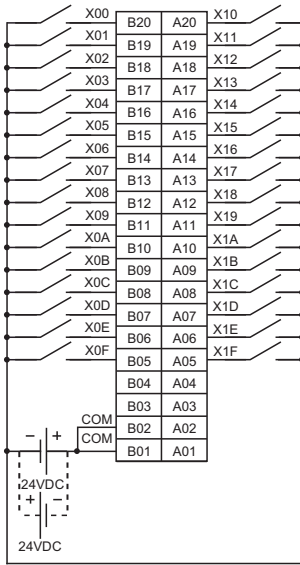 X00 B20 A20 X10
X01 B19 A19 X11
X02 B18 A18 X12
X03 B17 A17 X13
X04 B16 A16 X14
X05 B15 A15 X15
X06 B14 A14 X16
X07 B13 A13 X17
X08 B12 A12 X18
X09 B11 A11 X19
X0A B10 A10 X1A
X0B B09 A09 X1B
X0C B08 A08 X1C
X0D B07 A07 X1D
X0E B06 A06 X1E
X0F B05 A05 X1F
B04 A04
B03 A03
COM B02 A02
− + COM B01 A01
24VDC
+ −
24VDC